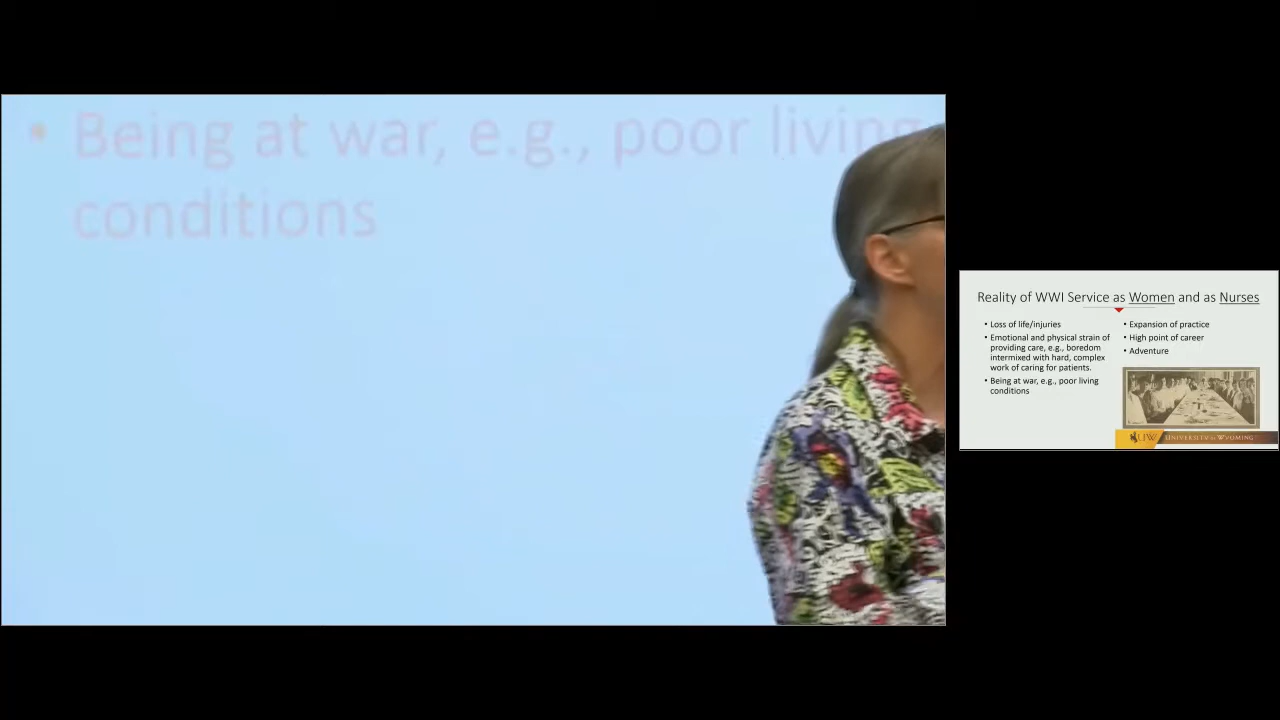 • Being at war, e.g., poor living
conditions
Reality of WWI Service as Women and as Nurses
• Loss of life/injuries
• Emotional and physical strain of
providing care, e.g., boredom
intermixed with hard, complex
work of caring for patients.
• Being at war, e.g., poor living
conditions
• Expansion of practice
• High point of career
• Adventure
UW UNIVERSITY OF WYOMING